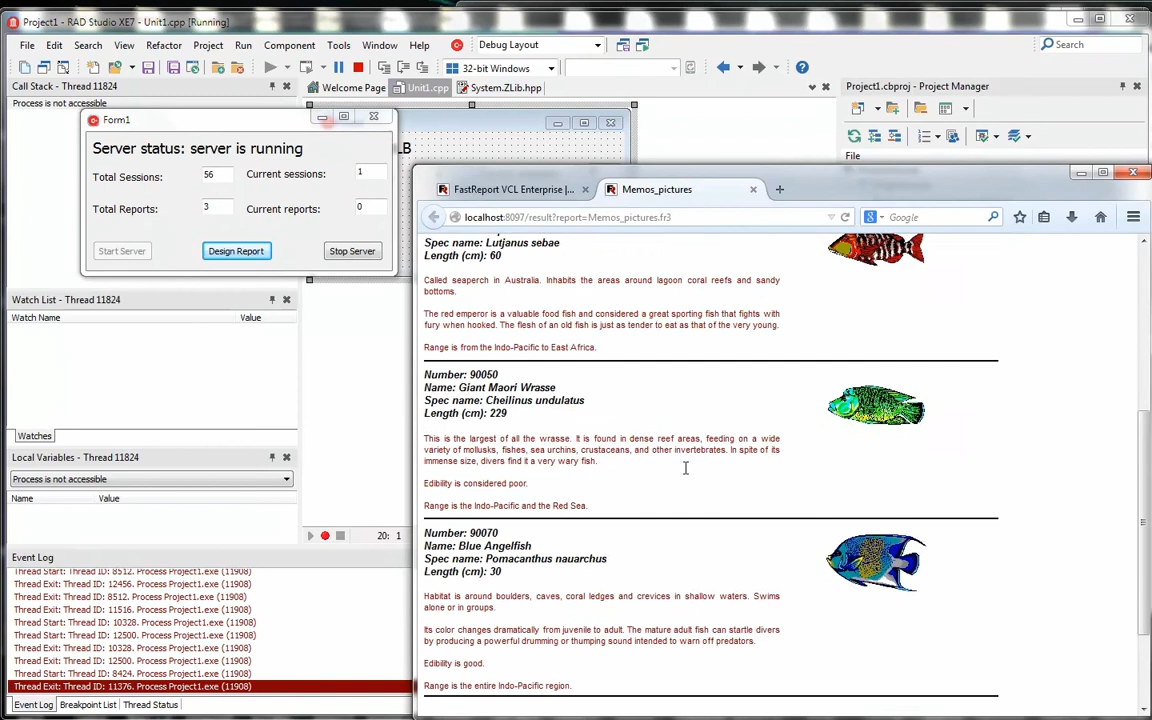 Project1 - RAD Studio XE7 - Unit1.cpp [Running]
File Edit Search View Refactor Project Run Component Tools Window Help Debug Layout Search
32-bit Windows
Call Stack - Thread 11824
Process is not accessible
Welcome Page Unit1.cpp System.ZLib.hpp
Project1.cbproj - Project Manager
File
Form1
Server status: server is running
Total Sessions: 56 Current sessions: 1
Total Reports: 3 Current reports: 0
Start Server Design Report Stop Server
LB
Watch List - Thread 11824
Watch Name Value
Watches
Local Variables - Thread 11824
Process is not accessible
Name Value
20: 1
Event Log
Thread Start: Thread ID: 8512. Process Project1.exe (11908)
Thread Exit: Thread ID: 12456. Process Project1.exe (11908)
Thread Exit: Thread ID: 8512. Process Project1.exe (11908)
Thread Exit: Thread ID: 11516. Process Project1.exe (11908)
Thread Start: Thread ID: 10328. Process Project1.exe (11908)
Thread Start: Thread ID: 12500. Process Project1.exe (11908)
Thread Exit: Thread ID: 10328. Process Project1.exe (11908)
Thread Exit: Thread ID: 12500. Process Project1.exe (11908)
Thread Start: Thread ID: 8424. Process Project1.exe (11908)
Thread Exit: Thread ID: 11376. Process Project1.exe (11908)
Event Log Breakpoint List Thread Status
FastReport VCL Enterprise |... Memos_pictures
localhost:8097/result?report=Memos_pictures.fr3 Google
Spec name: Lutjanus sebae
Length (cm): 60
Called seaperch in Australia. Inhabits the areas around lagoon coral reefs and sandy
bottoms.
The red emperor is a valuable food fish and considered a great sporting fish that fights with
fury when hooked. The flesh of an old fish is just as tender to eat as that of the very young.
Range is from the Indo-Pacific to East Africa.
Number: 90050
Name: Giant Maori Wrasse
Spec name: Cheilinus undulatus
Length (cm): 229
This is the largest of all the wrasse. It is found in dense reef areas, feeding on a wide
variety of mollusks, fishes, sea urchins, crustaceans, and other invertebrates. In spite of its
immense size, divers find it a very wary fish.
Edibility is considered poor.
Range is the Indo-Pacific and the Red Sea.
Number: 90070
Name: Blue Angelfish
Spec name: Pomacanthus nauarchus
Length (cm): 30
Habitat is around boulders, caves, coral ledges and crevices in shallow waters. Swims
alone or in groups.
Its color changes dramatically from juvenile to adult. The mature adult fish can startle divers
by producing a powerful drumming or thumping sound intended to warn off predators.
Edibility is good.
Range is the entire Indo-Pacific region.